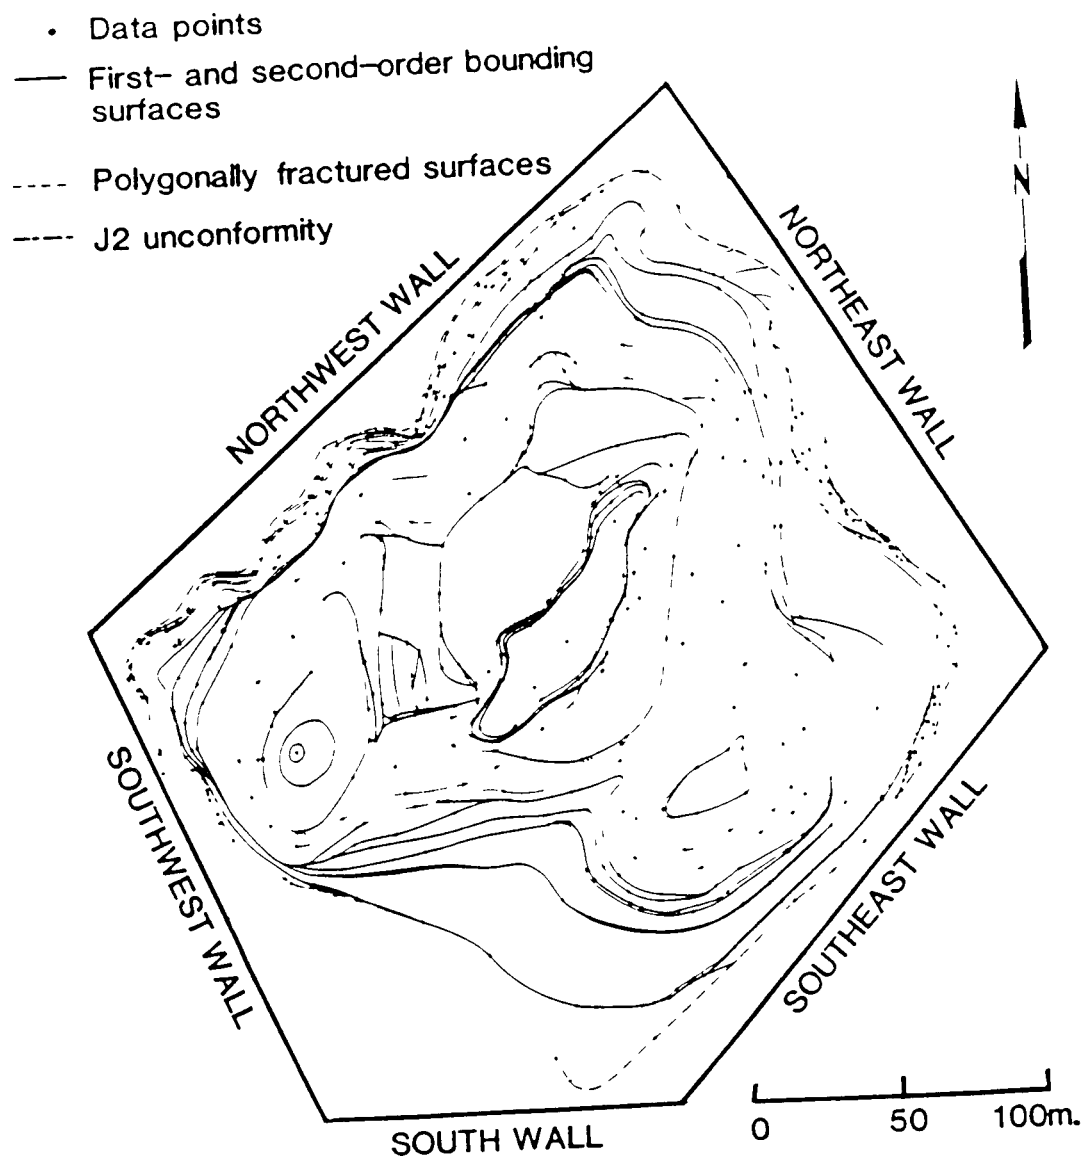 Data points
First- and second-order bounding
surfaces
Polygonally fractured surfaces
J2 unconformity
N
NORTHWEST WALL
NORTHEAST WALL
SOUTHWEST WALL
SOUTHEAST WALL
SOUTH WALL
0 50 100m.